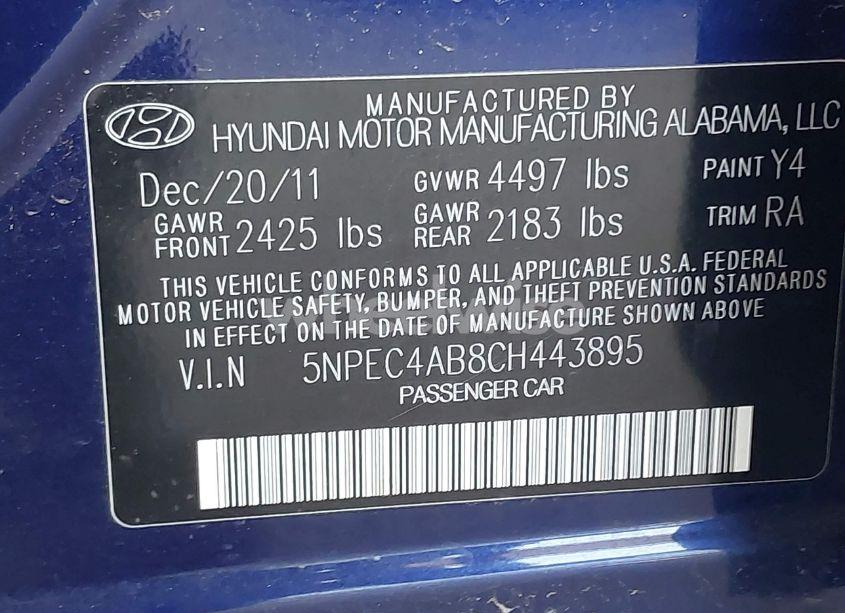 MANUFACTURED BY
HYUNDAI MOTOR MANUFACTURING ALABAMA, LLC
Dec/20/11 GVWR 4497 lbs PAINT Y4
GAWR FRONT 2425 lbs GAWR REAR 2183 lbs TRIM RA
THIS VEHICLE CONFORMS TO ALL APPLICABLE U.S.A. FEDERAL
MOTOR VEHICLE SAFETY, BUMPER, AND THEFT PREVENTION STANDARDS
IN EFFECT ON THE DATE OF MANUFACTURE SHOWN ABOVE
V.I.N 5NPEC4AB8CH443895
PASSENGER CAR